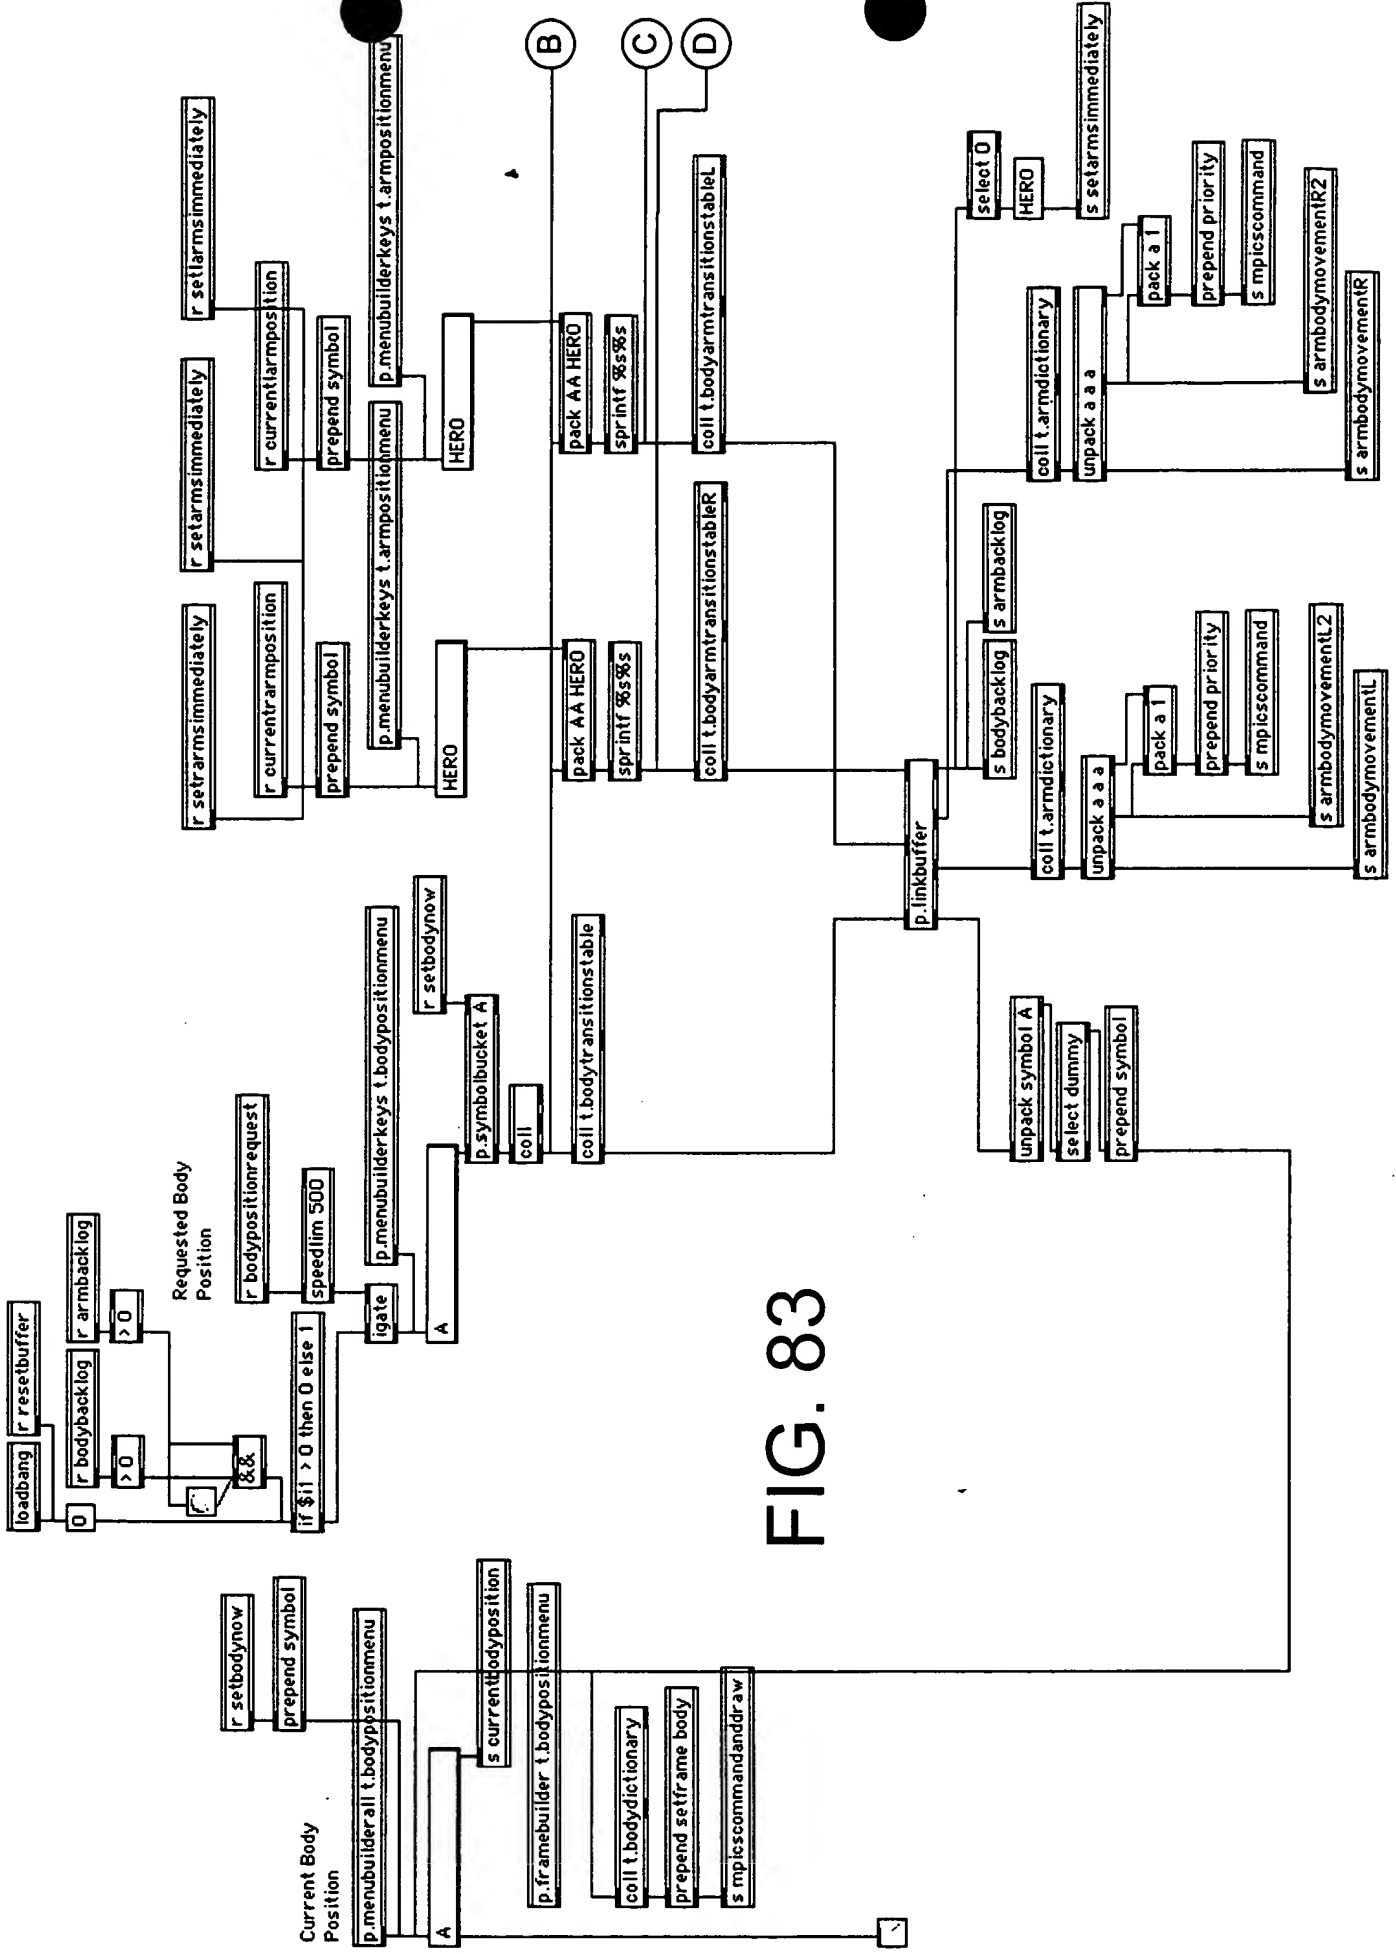 loadbang
r resetbuffer
0
r bodybacklog
r armbacklog
>0
>0
&&
if $i1 > 0 then 0 else 1
Requested Body
Position
r bodypositionrequest
speedlim 500
igate
p.menubuilderkeys t.bodypositionmenu
A
r setbodynow
p.symbolbucket A
coll
coll t.bodytransitionstable
Current Body
Position
r setbodynow
prepend symbol
p.menubuilderall t.bodypositionmenu
A
s currentbodyposition
p.framebuilder t.bodypositionmenu
coll t.bodydictionary
prepend setframe body
s mpicscommandanddraw
r setrarmsimmediately
r setarmsimmediately
r setlarmsimmediately
r currentrarmposition
r currentlarmposition
prepend symbol
prepend symbol
p.menubuilderkeys t.armpositionmenu
p.menubuilderkeys t.armpositionmenu
HERO
HERO
B
pack AA HERO
pack AA HERO
sprintf %s%s
sprintf %s%s
C
D
coll t.bodyarmtransitionstableR
coll t.bodyarmtransitionstableL
p.linkbuffer
s bodybacklog
s armbacklog
select 0
HERO
s setarmsimmediately
unpack symbol A
select dummy
prepend symbol
coll t.armdictionary
unpack a a a
pack a 1
prepend priority
s mpicscommand
s armbodymovementL2
s armbodymovementL
coll t.armdictionary
unpack a a a
pack a 1
prepend priority
s mpicscommand
s armbodymovementR2
s armbodymovementR
FIG. 83